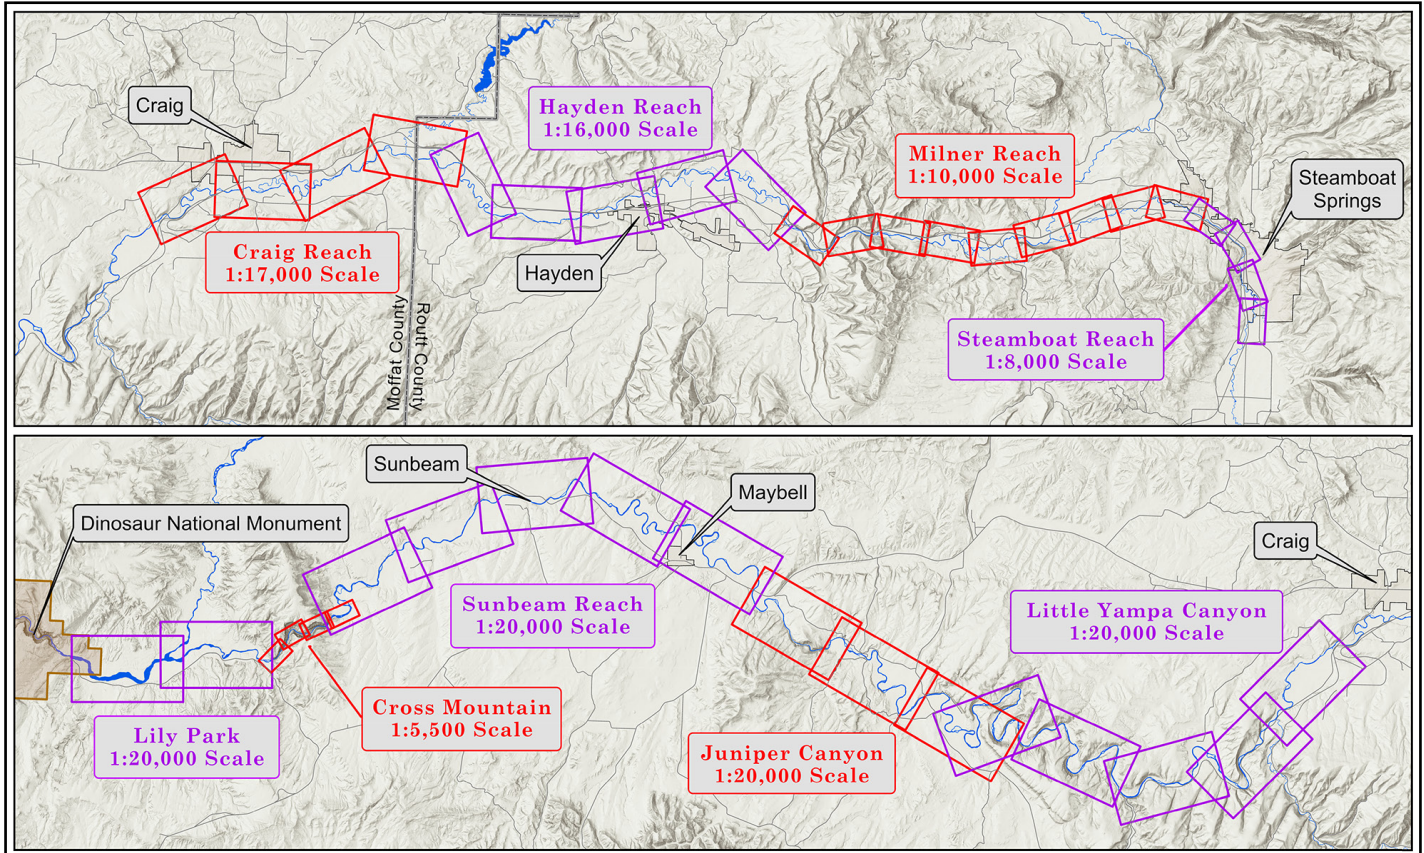 Craig
Hayden Reach
1:16,000 Scale
Milner Reach
1:10,000 Scale
Steamboat
Springs
Craig Reach
1:17,000 Scale
Hayden
Moffat County
Routt County
Steamboat Reach
1:8,000 Scale
Sunbeam
Maybell
Dinosaur National Monument
Craig
Sunbeam Reach
1:20,000 Scale
Little Yampa Canyon
1:20,000 Scale
Cross Mountain
1:5,500 Scale
Lily Park
1:20,000 Scale
Juniper Canyon
1:20,000 Scale